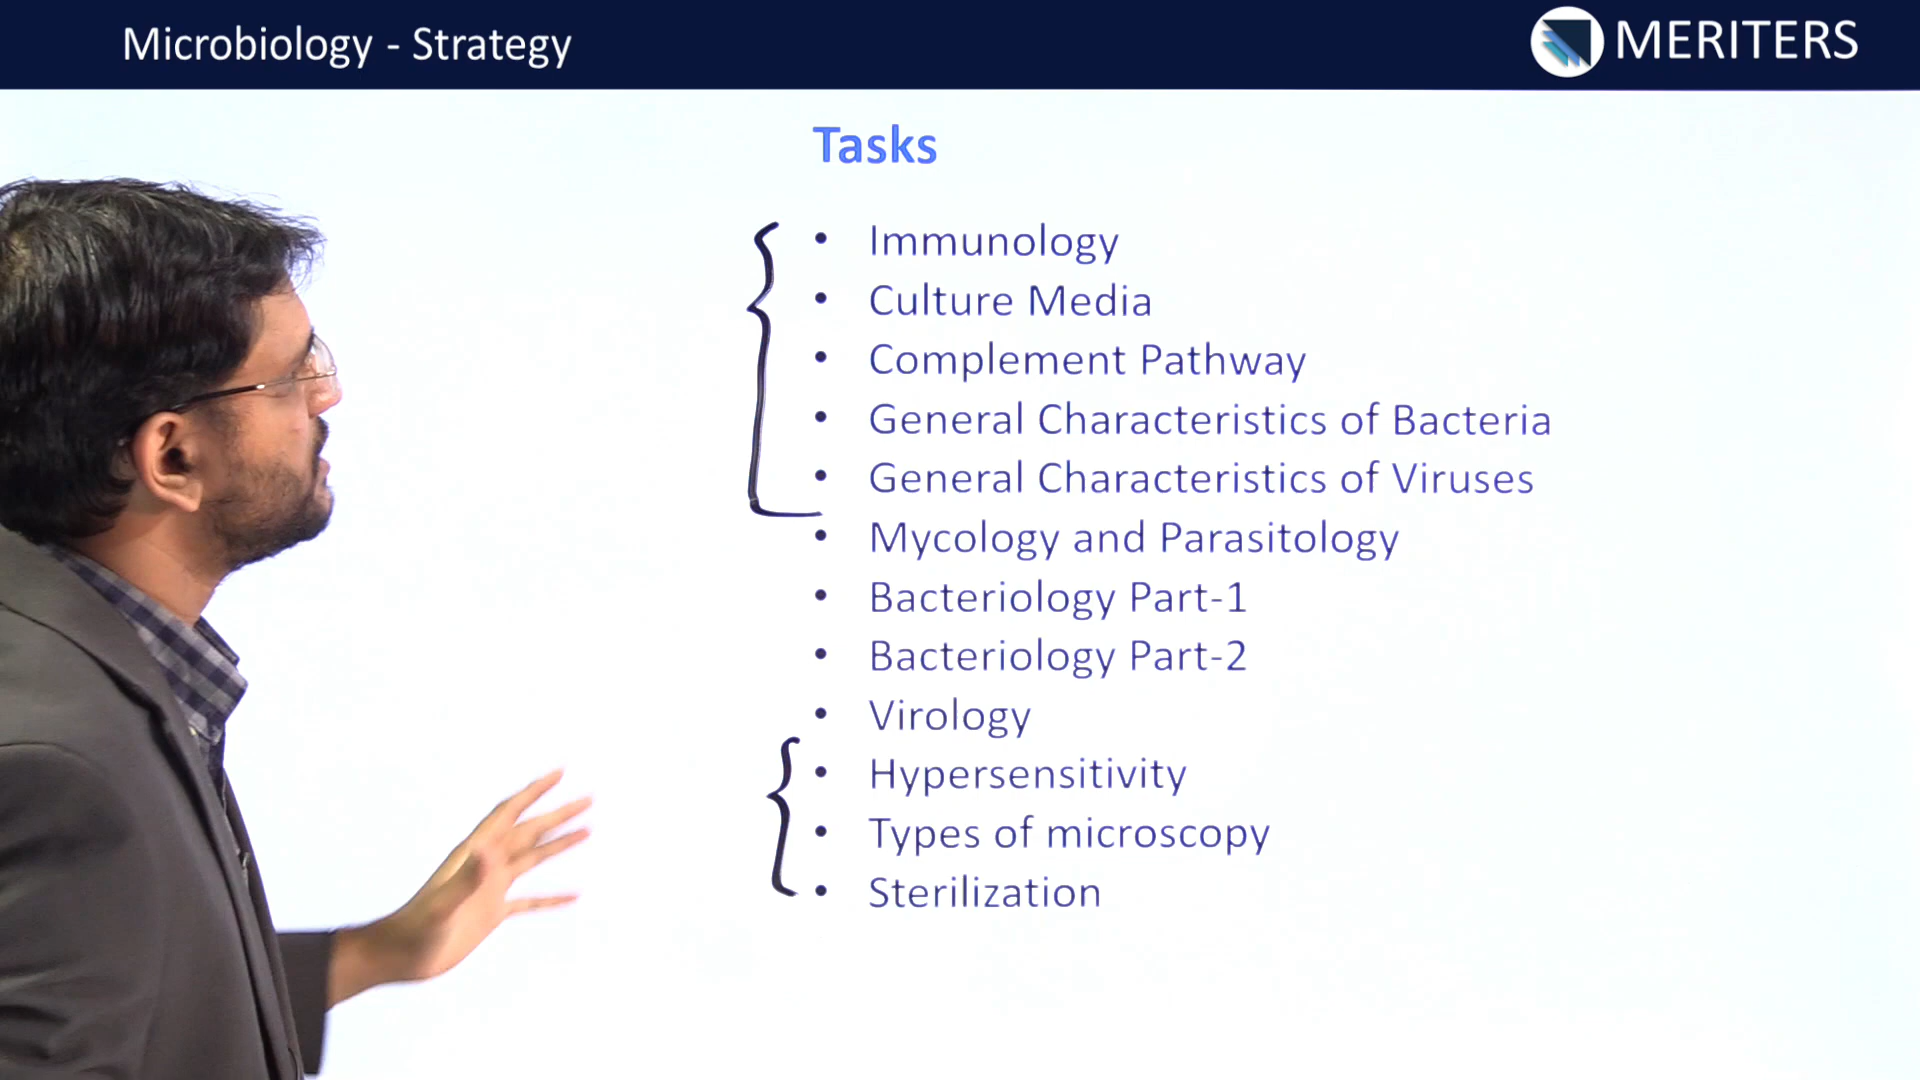 Microbiology - Strategy
MERITERS
Tasks
• Immunology
• Culture Media
• Complement Pathway
• General Characteristics of Bacteria
• General Characteristics of Viruses
• Mycology and Parasitology
• Bacteriology Part-1
• Bacteriology Part-2
• Virology
• Hypersensitivity
• Types of microscopy
• Sterilization